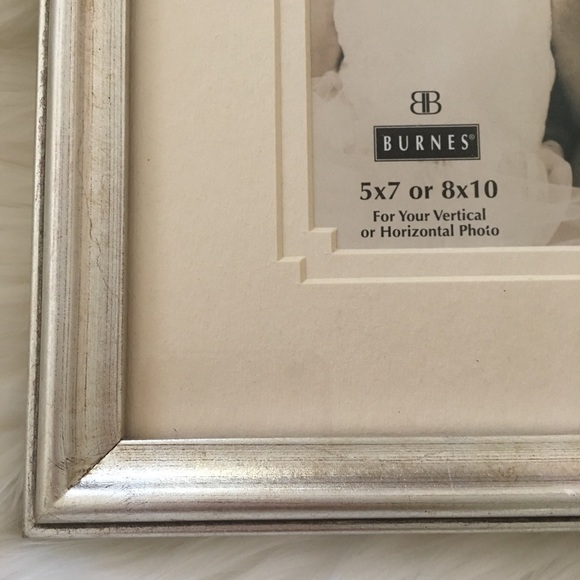 BB
BURNES®
5x7 or 8x10
For Your Vertical
or Horizontal Photo